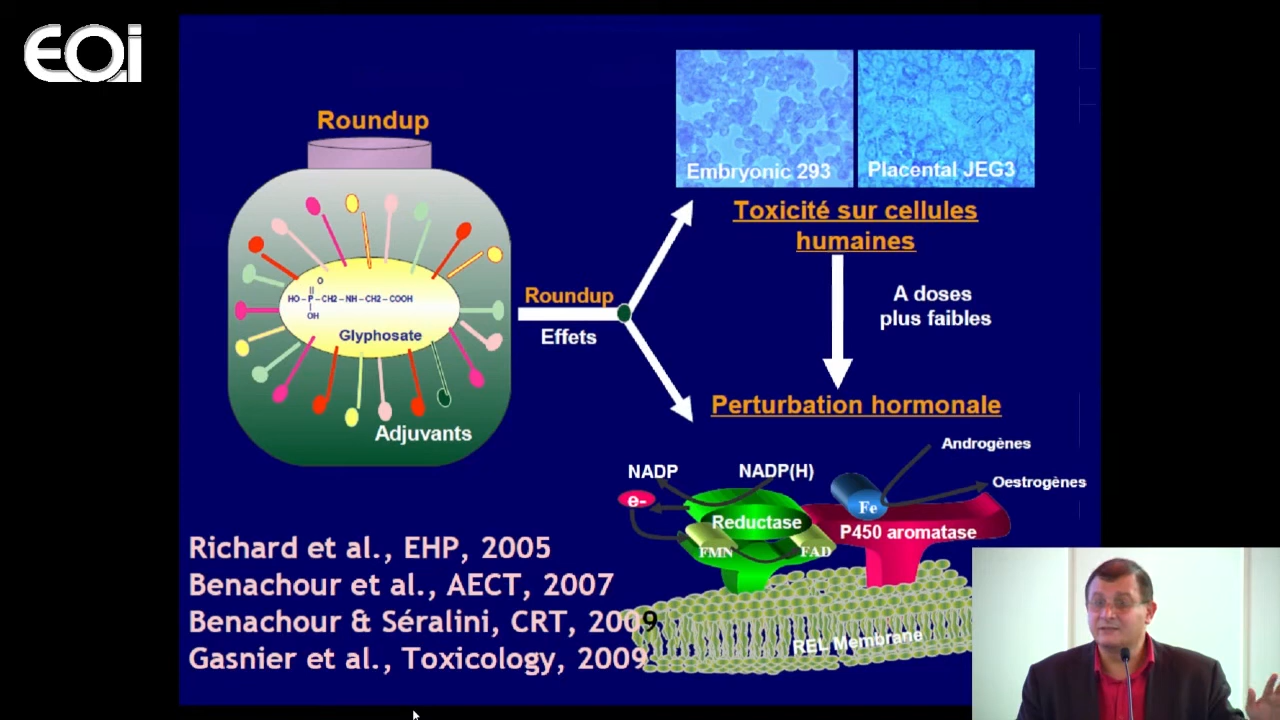 EOi
Roundup
O
HO – P – CH2 – NH – CH2 – COOH
OH
Glyphosate
Adjuvants
Roundup
Effets
Embryonic 293
Placental JEG3
Toxicité sur cellules
humaines
A doses
plus faibles
Perturbation hormonale
Androgènes
Oestrogènes
NADP
NADP(H)
e-
Reductase
FMN
FAD
Fe
P450 aromatase
REL Membrane
Richard et al., EHP, 2005
Benachour et al., AECT, 2007
Benachour & Séralini, CRT, 2009
Gasnier et al., Toxicology, 2009